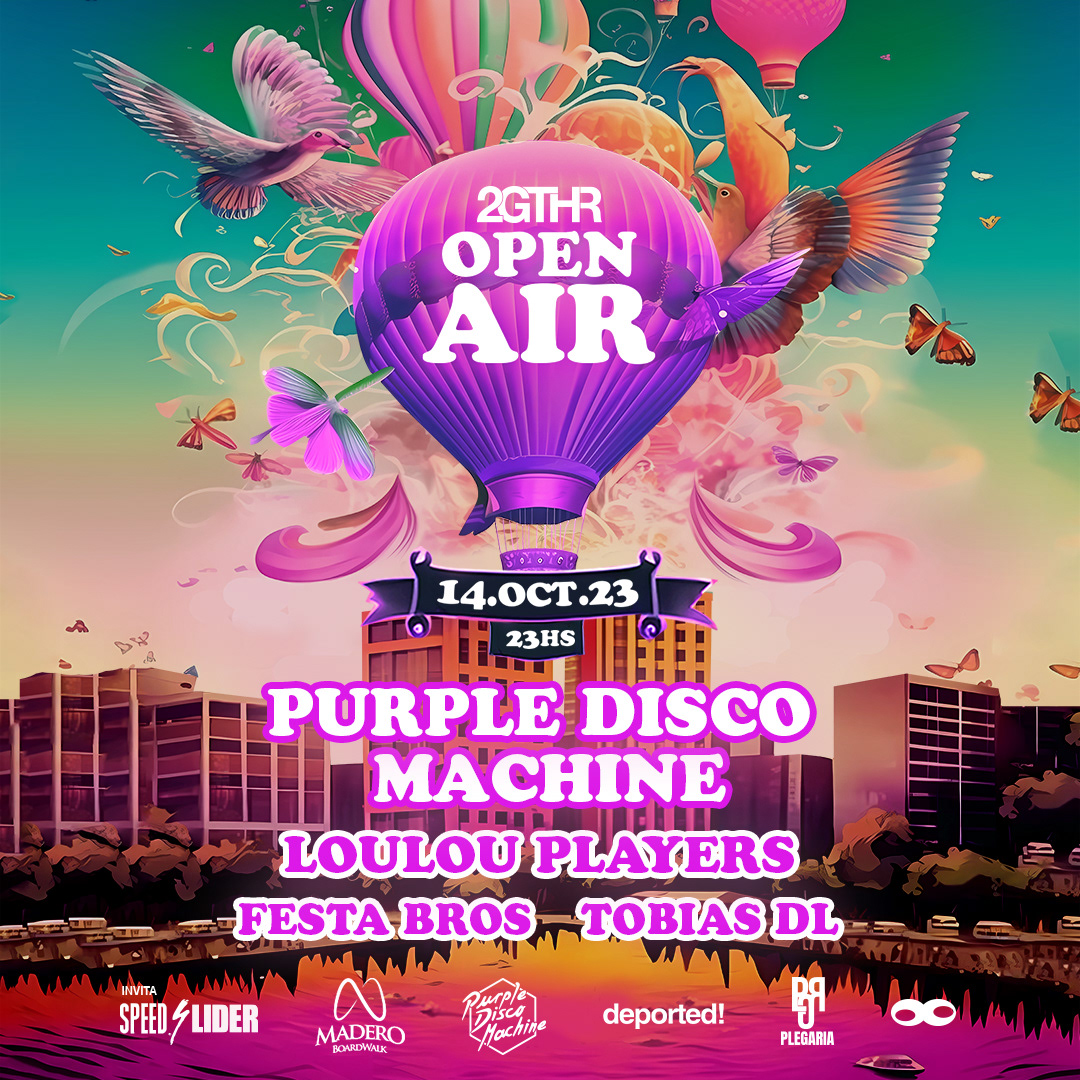 2GTHR
OPEN
AIR
14.OCT.23
23HS
PURPLE DISCO
MACHINE
LOULOU PLAYERS
FESTA BROS TOBIAS DL
INVITA
SPEED LIDER
MADERO
BOARDWALK
Purple
Disco
Machine
deported!
PLEGARIA